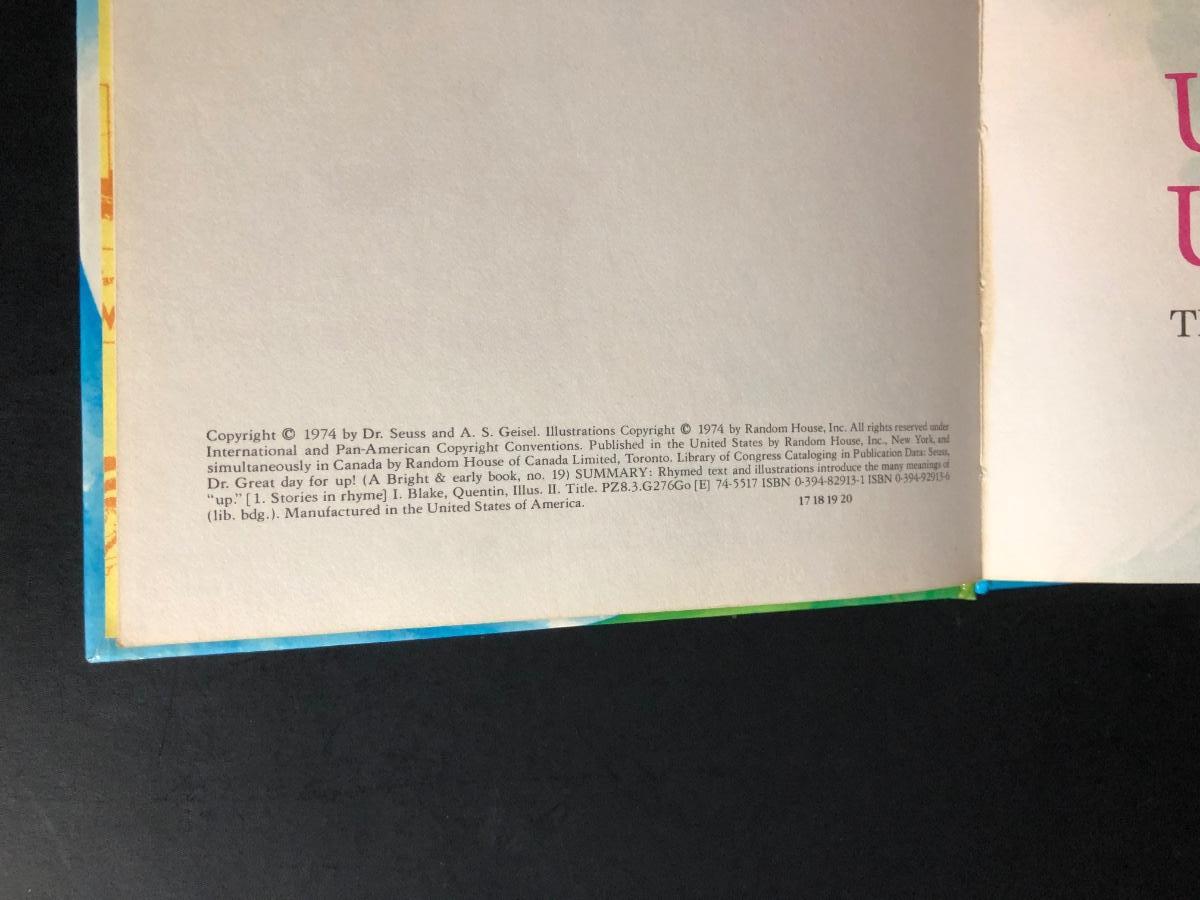 Copyright © 1974 by Dr. Seuss and A. S. Geisel. Illustrations Copyright © 1974 by Random House, Inc. All rights reserved under
International and Pan-American Copyright Conventions. Published in the United States by Random House, Inc., New York, and
simultaneously in Canada by Random House of Canada Limited, Toronto. Library of Congress Cataloging in Publication Data: Seuss,
Dr. Great day for up! (A Bright & early book, no. 19) SUMMARY: Rhymed text and illustrations introduce the many meanings of
“up.” [1. Stories in rhyme] I. Blake, Quentin, Illus. II. Title. PZ8.3.G276Go [E] 74-5517 ISBN 0-394-82913-1 ISBN 0-394-92913-6
(lib. bdg.). Manufactured in the United States of America. 17 18 19 20
U
U